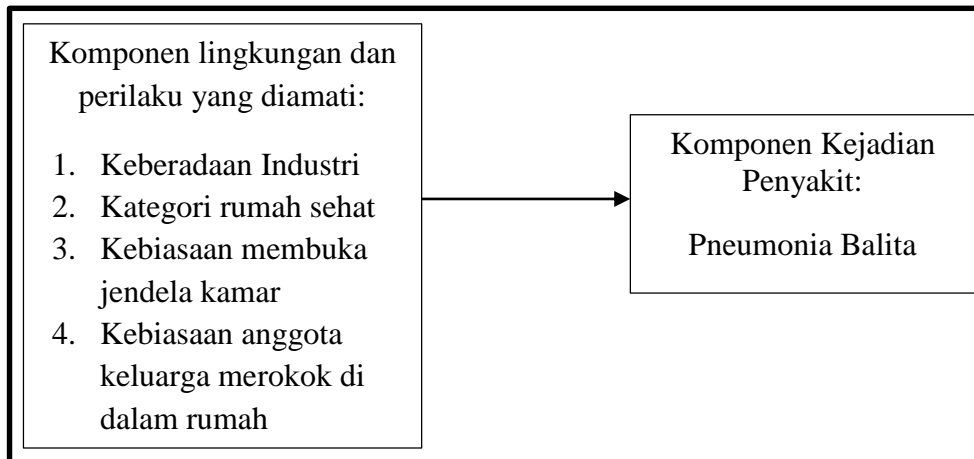 Komponen lingkungan dan
perilaku yang diamati:
1. Keberadaan Industri
2. Kategori rumah sehat
3. Kebiasaan membuka
jendela kamar
4. Kebiasaan anggota
keluarga merokok di
dalam rumah
Komponen Kejadian
Penyakit:
Pneumonia Balita